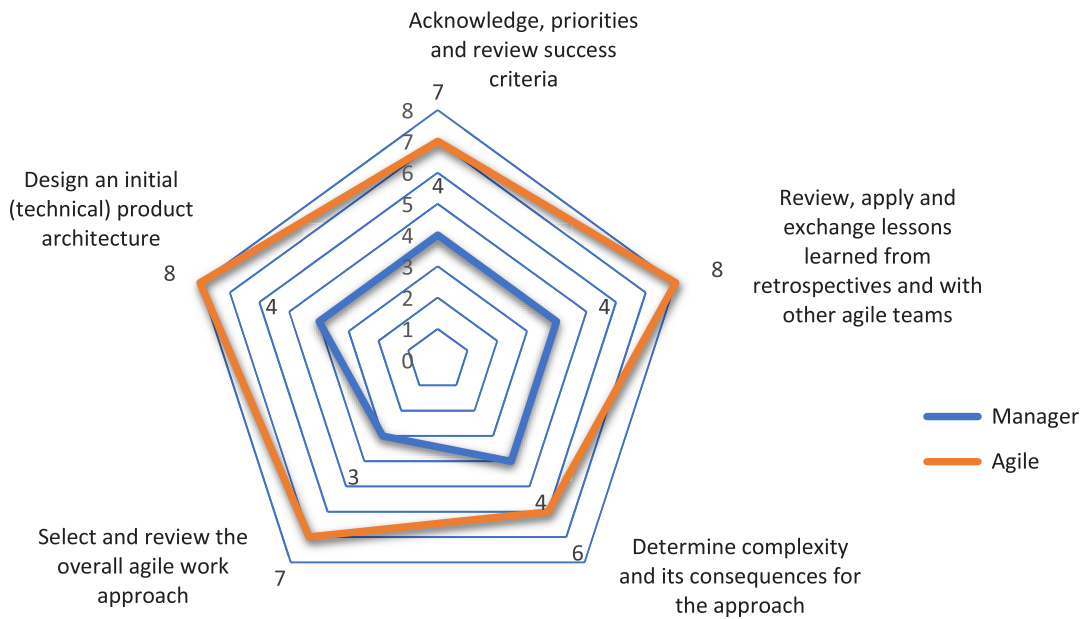 Acknowledge, priorities
and review success
criteria
7
8
7
6
5
4
3
2
1
0
4
Design an initial
(technical) product
architecture
8
4
Review, apply and
exchange lessons
learned from
retrospectives and with
other agile teams
8
4
Manager
Agile
Select and review the
overall agile work
approach
7
3
Determine complexity
and its consequences for
the approach
6
4